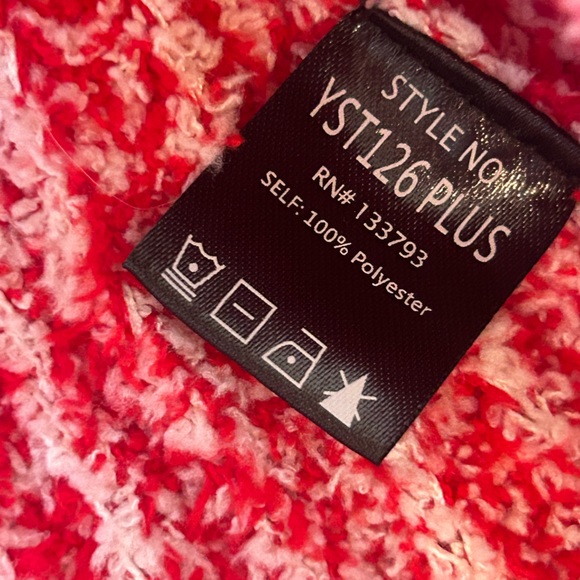 STYLE NO:
YST126 PLUS
RN# 133793
SELF: 100% Polyester